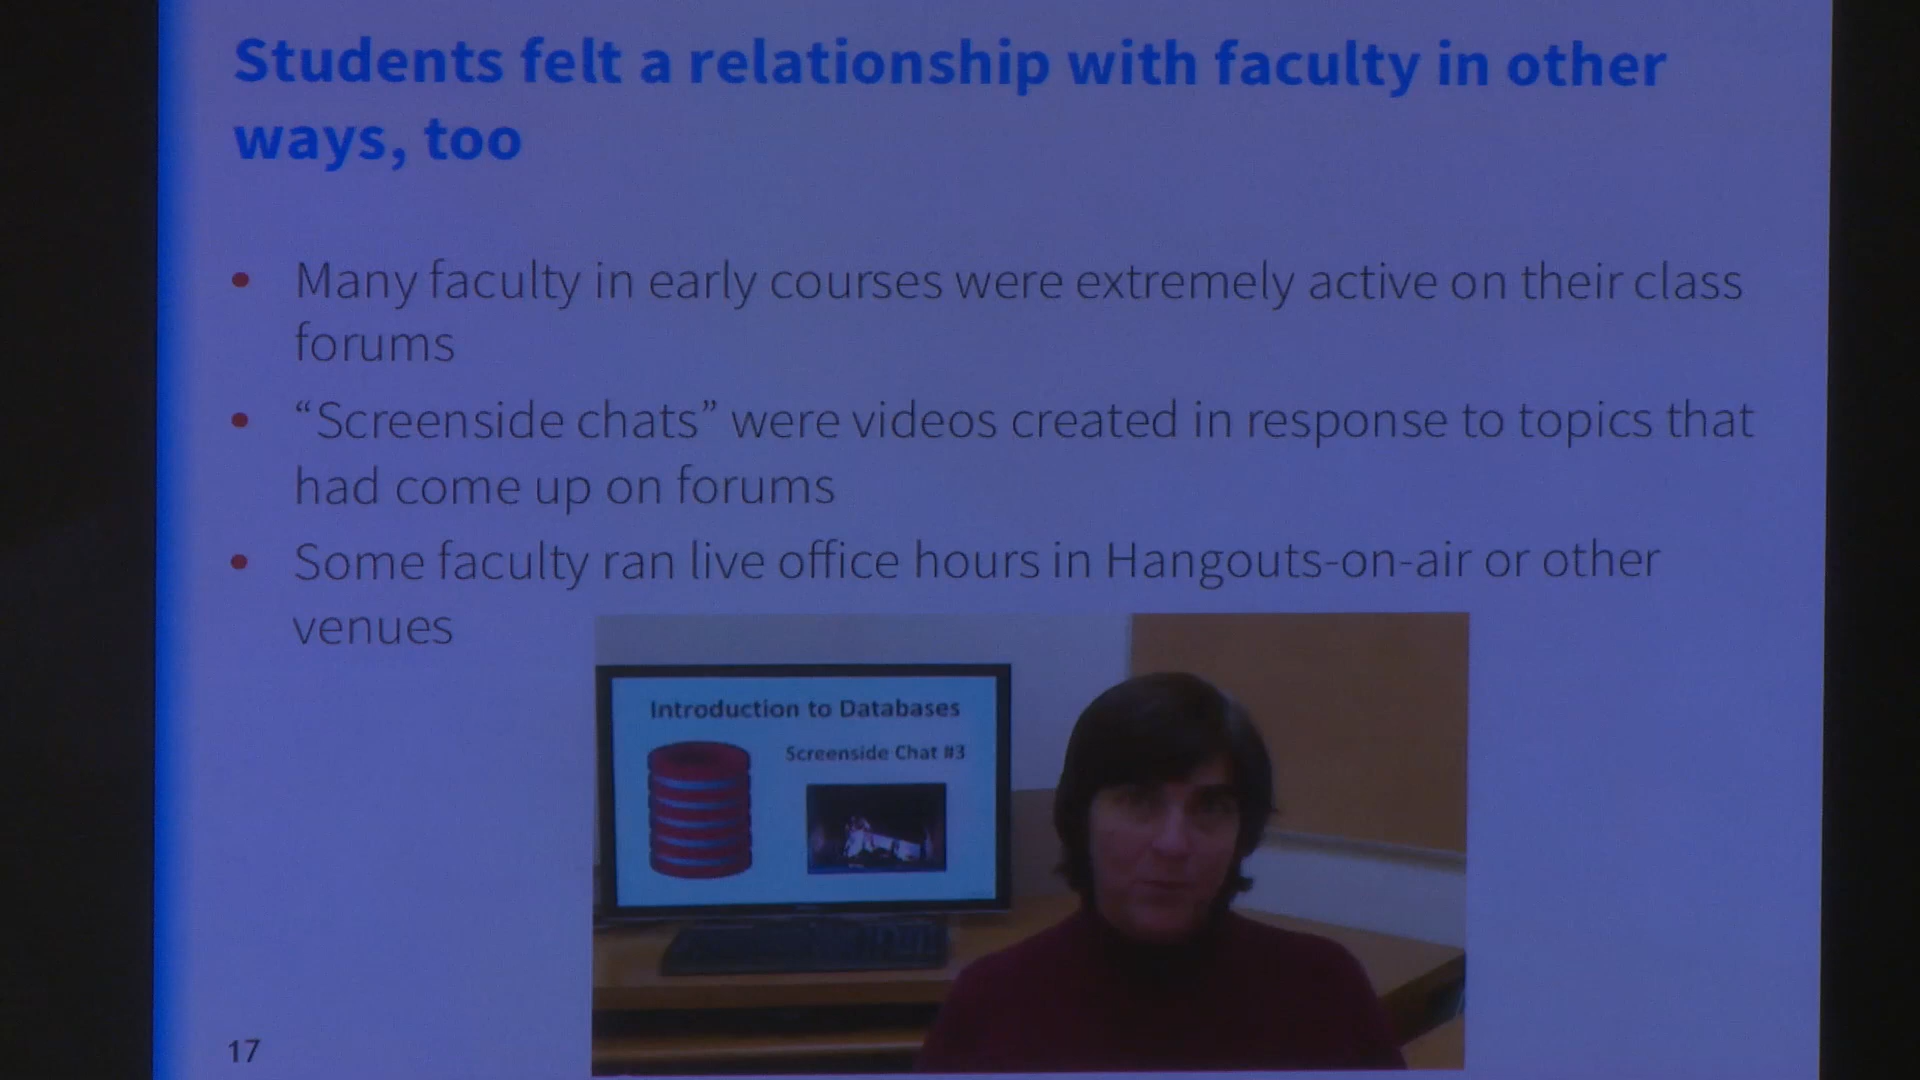 Students felt a relationship with faculty in other
ways, too
• Many faculty in early courses were extremely active on their class
forums
• “Screenside chats” were videos created in response to topics that
had come up on forums
• Some faculty ran live office hours in Hangouts-on-air or other
venues
Introduction to Databases
Screenside Chat #3
17